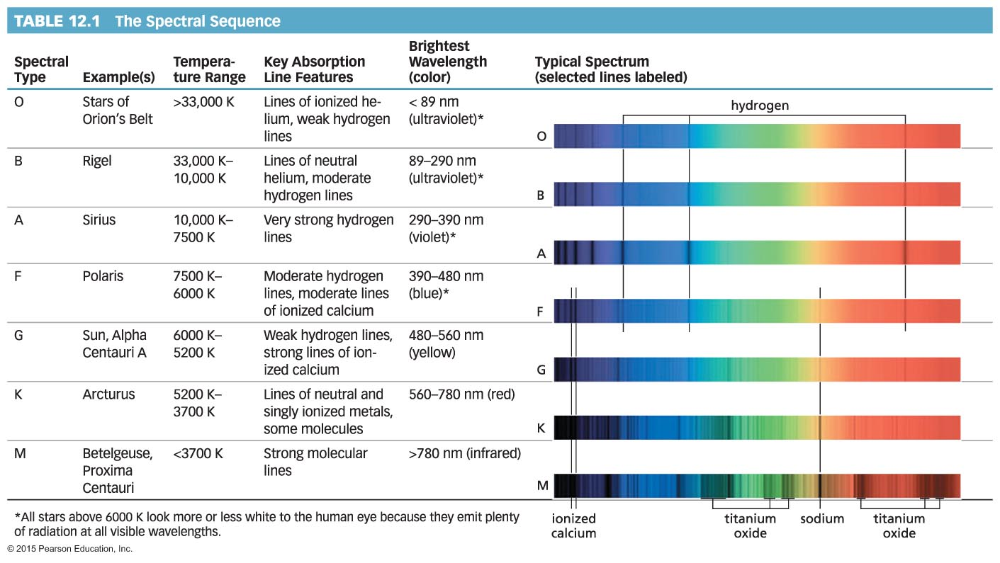 TABLE 12.1 The Spectral Sequence
Spectral
Type
Example(s)
Tempera-
ture Range
Key Absorption
Line Features
Brightest
Wavelength
(color)
Typical Spectrum
(selected lines labeled)
O
Stars of
Orion's Belt
>33,000 K
Lines of ionized he-
lium, weak hydrogen
lines
< 89 nm
(ultraviolet)*
hydrogen
O
B
Rigel
33,000 K–
10,000 K
Lines of neutral
helium, moderate
hydrogen lines
89–290 nm
(ultraviolet)*
B
A
Sirius
10,000 K–
7500 K
Very strong hydrogen
lines
290–390 nm
(violet)*
A
F
Polaris
7500 K–
6000 K
Moderate hydrogen
lines, moderate lines
of ionized calcium
390–480 nm
(blue)*
F
G
Sun, Alpha
Centauri A
6000 K–
5200 K
Weak hydrogen lines,
strong lines of ion-
ized calcium
480–560 nm
(yellow)
G
K
Arcturus
5200 K–
3700 K
Lines of neutral and
singly ionized metals,
some molecules
560–780 nm (red)
K
M
Betelgeuse,
Proxima
Centauri
<3700 K
Strong molecular
lines
>780 nm (infrared)
M
ionized
calcium
titanium
oxide
sodium
titanium
oxide
*All stars above 6000 K look more or less white to the human eye because they emit plenty
of radiation at all visible wavelengths.
© 2015 Pearson Education, Inc.